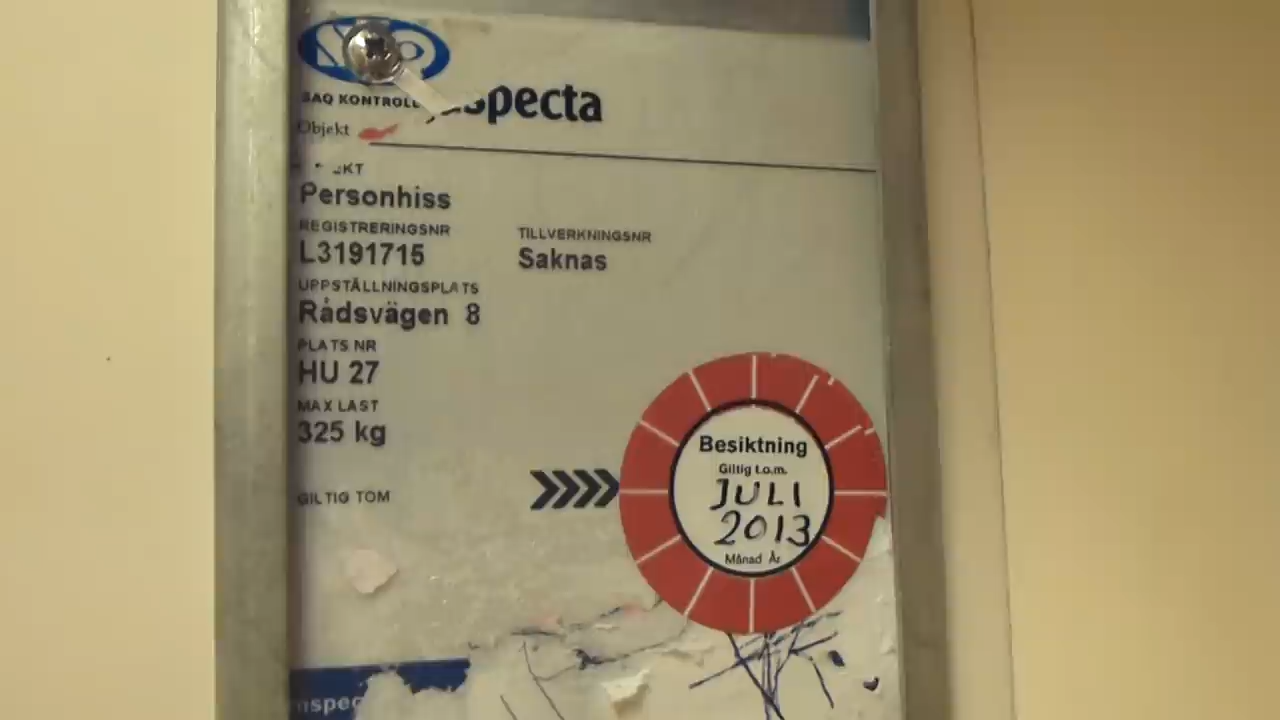 SAQ KONTROLL
specta
Objekt
Personhiss
REGISTRERINGSNR
TILLVERKNINGSNR
L3191715
Saknas
UPPSTÄLLNINGSPLATS
Rådsvägen 8
PLATS NR
HU 27
MAX LAST
325 kg
GILTIG TOM
Besiktning
Giltig t.o.m.
JULI
2013
Månad År
nspec